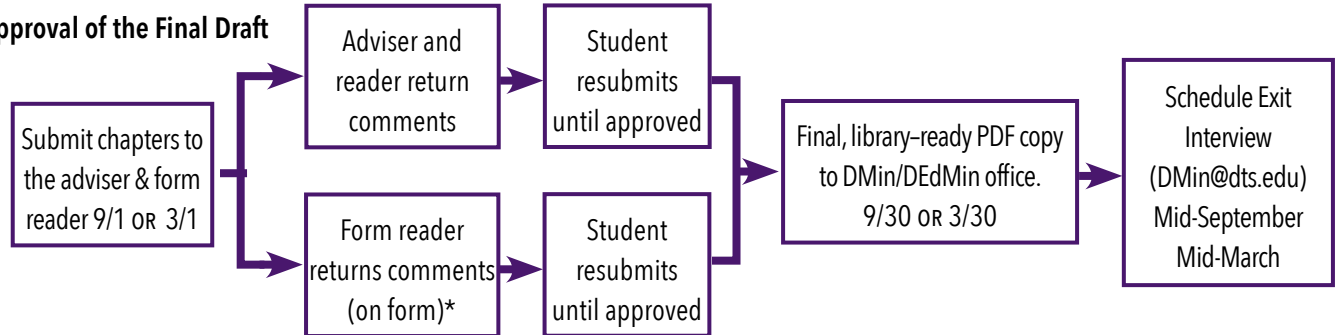 pproval of the Final Draft
Submit chapters to
the adviser & form
reader 9/1 OR 3/1
Adviser and
reader return
comments
Student
resubmits
until approved
Form reader
returns comments
(on form)*
Student
resubmits
until approved
Final, library–ready PDF copy
to DMin/DEdMin office.
9/30 OR 3/30
Schedule Exit
Interview
(DMin@dts.edu)
Mid-September
Mid-March